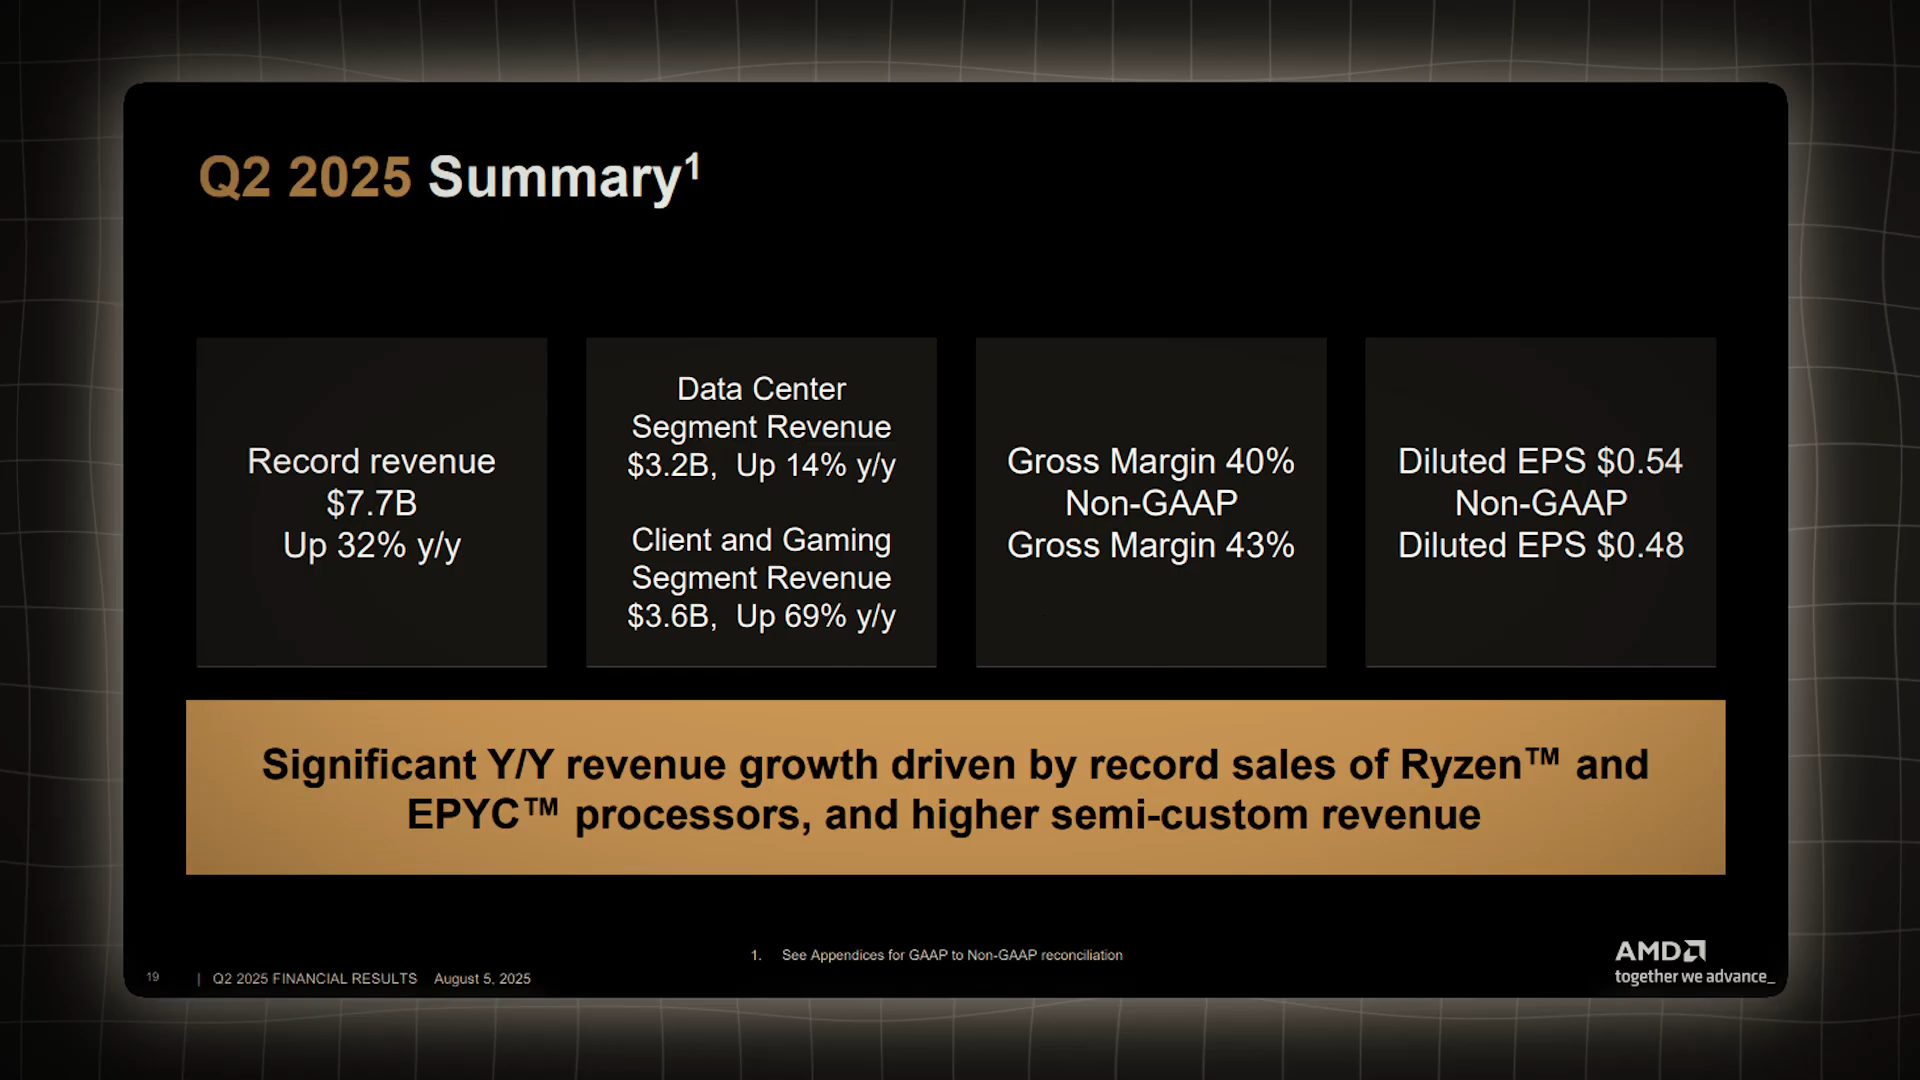 Q2 2025 Summary¹
Record revenue
$7.7B
Up 32% y/y
Data Center
Segment Revenue
$3.2B, Up 14% y/y
Client and Gaming
Segment Revenue
$3.6B, Up 69% y/y
Gross Margin 40%
Non-GAAP
Gross Margin 43%
Diluted EPS $0.54
Non-GAAP
Diluted EPS $0.48
Significant Y/Y revenue growth driven by record sales of Ryzen™ and
EPYC™ processors, and higher semi-custom revenue
1. See Appendices for GAAP to Non-GAAP reconciliation
19 | Q2 2025 FINANCIAL RESULTS August 5, 2025
AMD
together we advance_